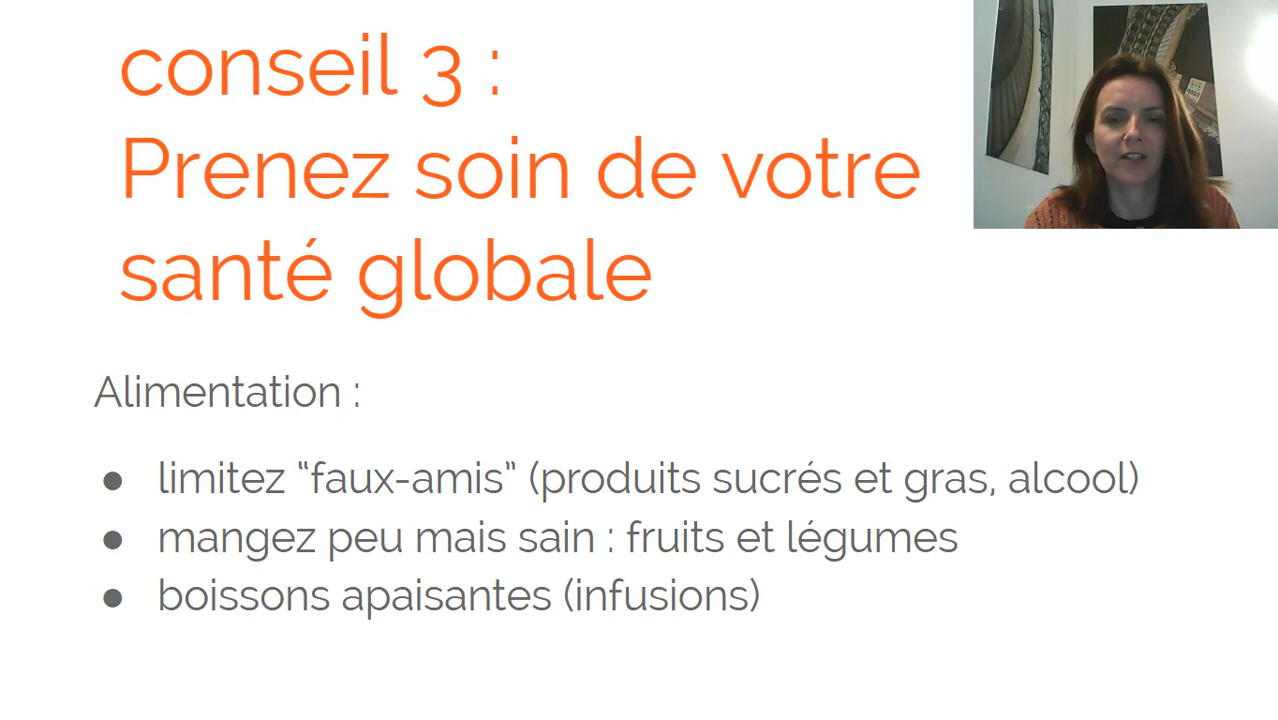 conseil 3 :
Prenez soin de votre
santé globale
Alimentation :
● limitez “faux-amis” (produits sucrés et gras, alcool)
● mangez peu mais sain : fruits et légumes
● boissons apaisantes (infusions)